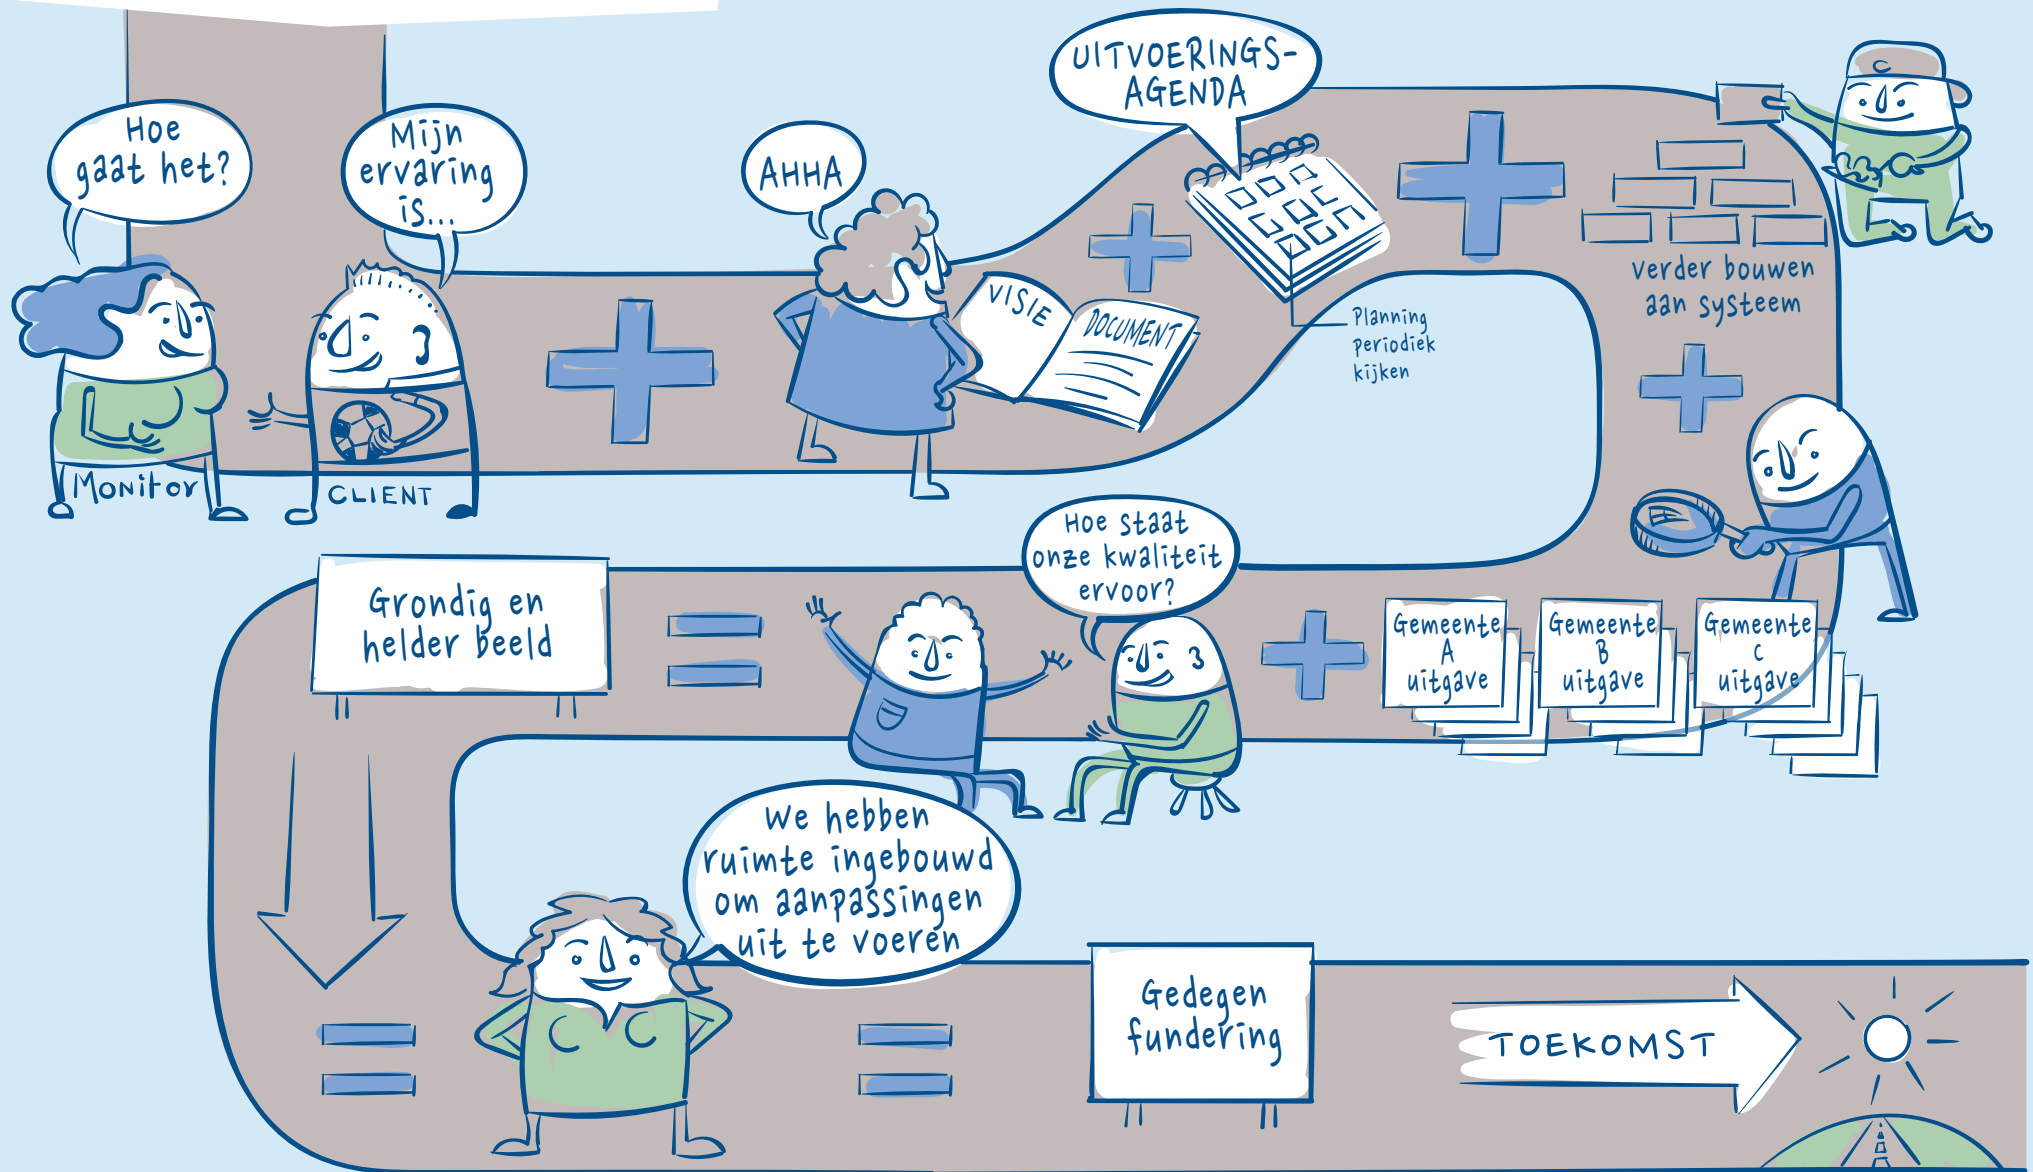 Hoe
gaat het?
Mijn
ervaring
is...
Monitor
CLIENT
AHHA
VISIE
DOCUMENT
UITVOERINGS-
AGENDA
Planning
periodiek
kijken
C
verder bouwen
aan systeem
Gemeente
A
uitgave
Gemeente
B
uitgave
Gemeente
C
uitgave
Hoe staat
onze kwaliteit
ervoor?
Grondig en
helder beeld
We hebben
ruimte ingebouwd
om aanpassingen
uit te voeren
Gedegen
fundering
TOEKOMST